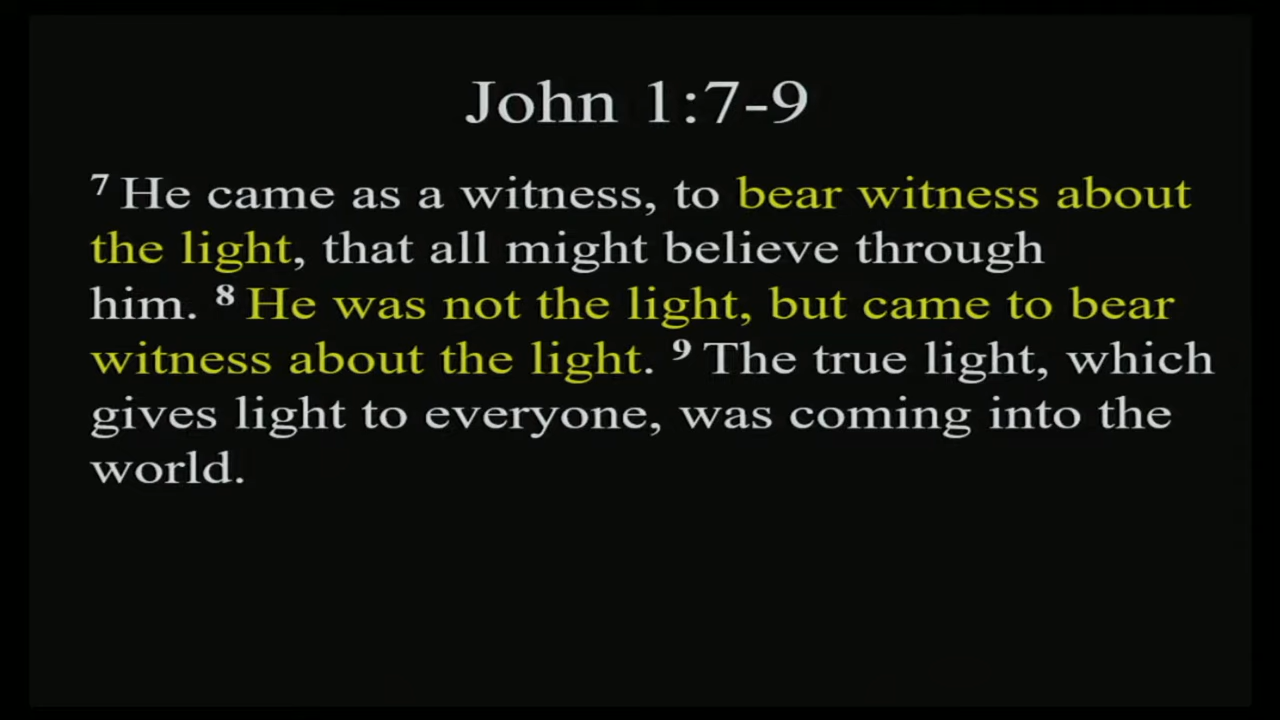 John 1:7-9
7 He came as a witness, to bear witness about
the light, that all might believe through
him. 8 He was not the light, but came to bear
witness about the light. 9 The true light, which
gives light to everyone, was coming into the
world.